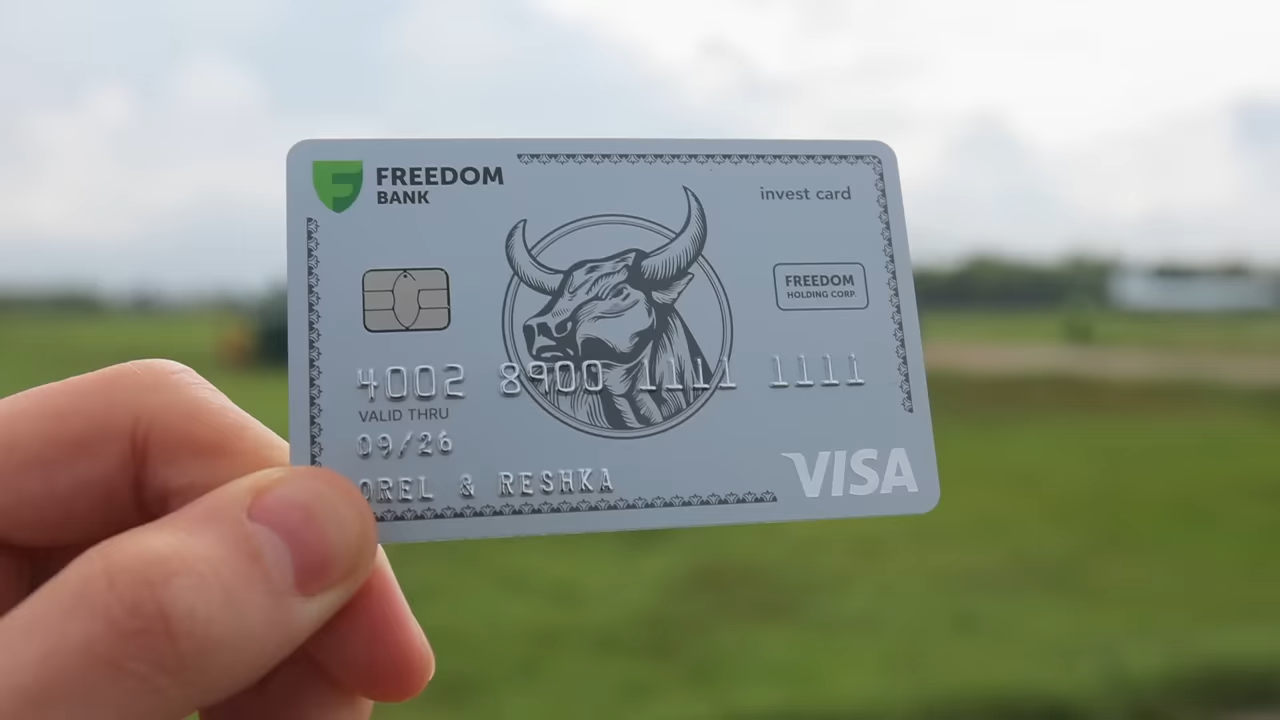 FREEDOM
BANK
invest card
FREEDOM
HOLDING CORP.
4002 8900 1111 1111
VALID THRU
09/26
OREL & RESHKA
VISA